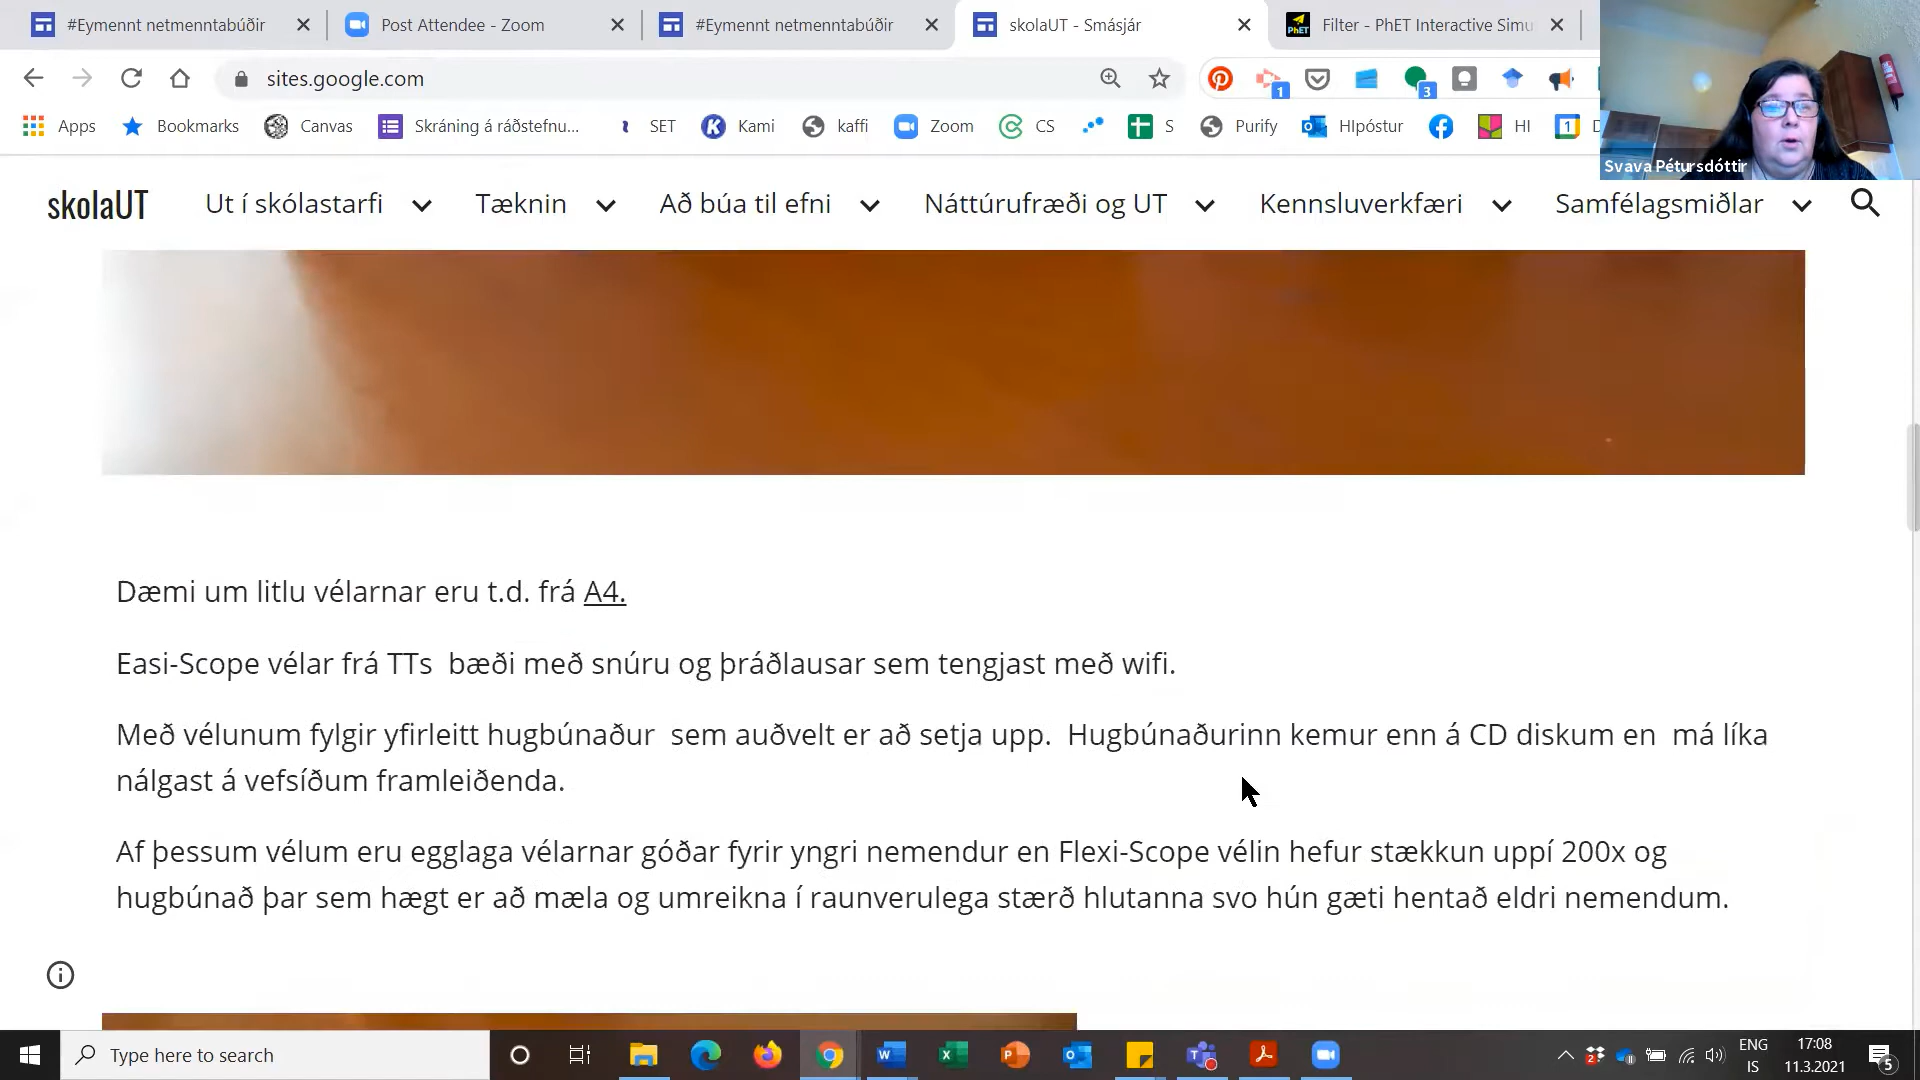 #Eymennt netmenntabúðir
Post Attendee - Zoom
#Eymennt netmenntabúðir
skolaUT - Smásjár
Filter - PhET Interactive Simu
sites.google.com
1
3
Apps
Bookmarks
Canvas
Skráning á ráðstefnu...
SET
Kami
kaffi
Zoom
CS
S
Purify
HIpóstur
HI
Svava Pétursdóttir
skolaUT
Ut í skólastarfi
Tæknin
Að búa til efni
Náttúrufræði og UT
Kennsluverkfæri
Samfélagsmiðlar
Dæmi um litlu vélarnar eru t.d. frá A4.
Easi-Scope vélar frá TTs bæði með snúru og þráðlausar sem tengjast með wifi.
Með vélunum fylgir yfirleitt hugbúnaður sem auðvelt er að setja upp. Hugbúnaðurinn kemur enn á CD diskum en má líka
nálgast á vefsíðum framleiðenda.
Af þessum vélum eru egglaga vélarnar góðar fyrir yngri nemendur en Flexi-Scope vélin hefur stækkun uppí 200x og
hugbúnað þar sem hægt er að mæla og umreikna í raunverulega stærð hlutanna svo hún gæti hentað eldri nemendum.
Type here to search
ENG
IS
17:08
11.3.2021
5